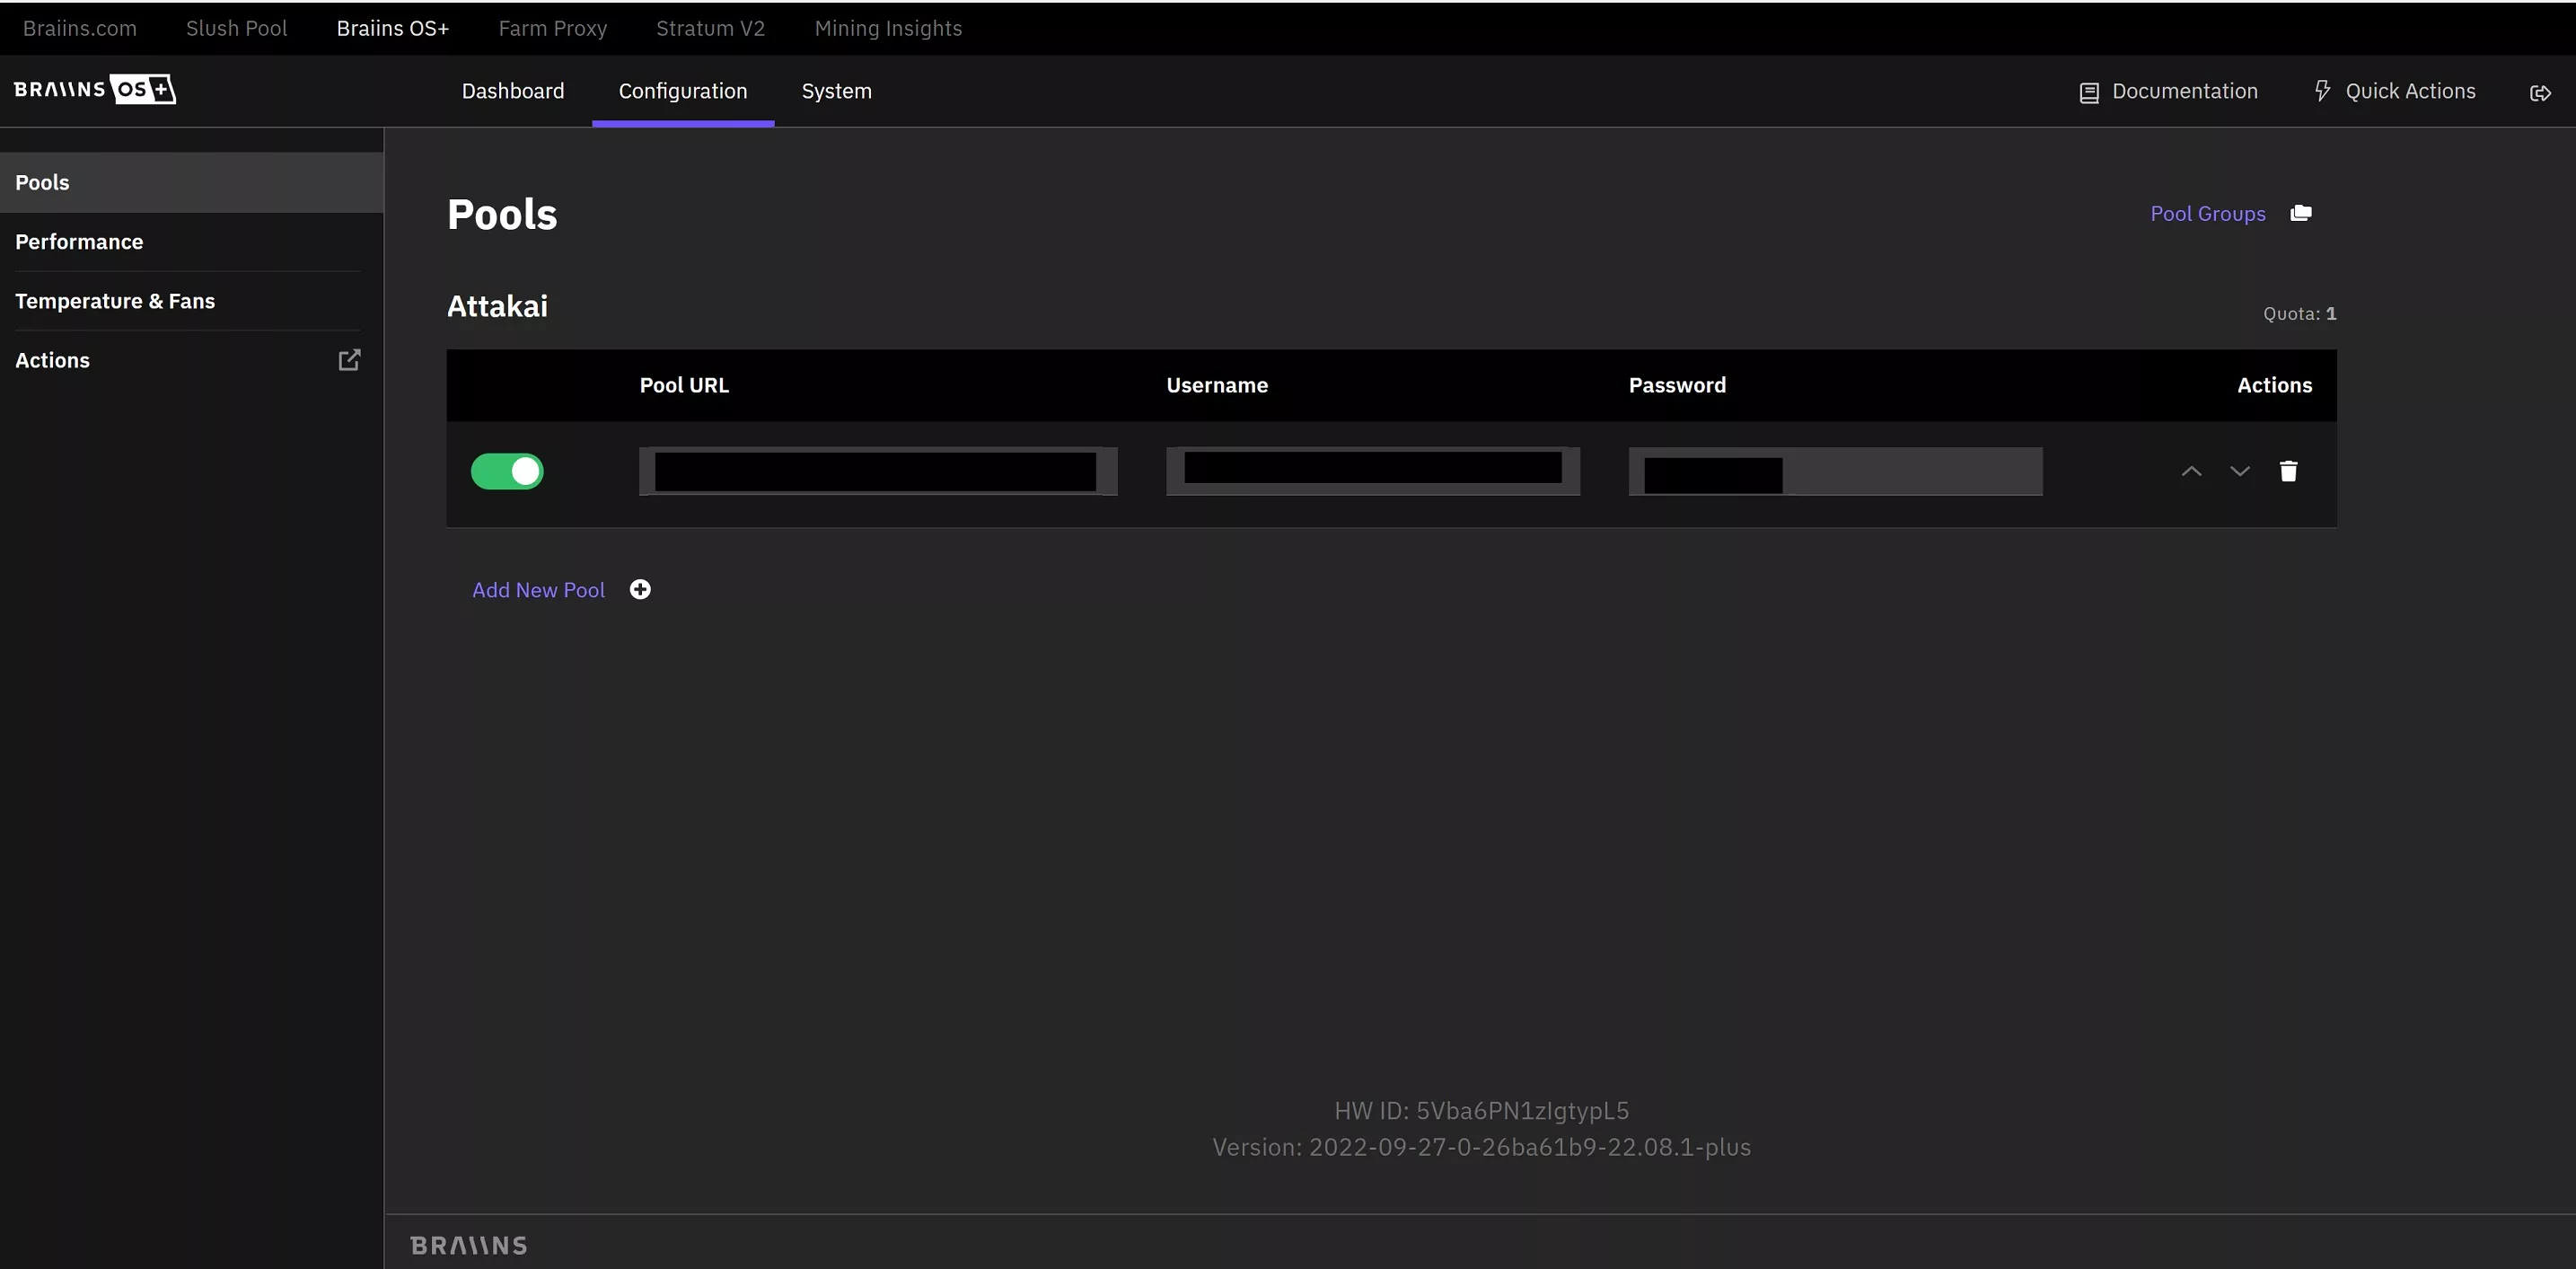 Braiins.com Slush Pool Braiins OS+ Farm Proxy Stratum V2 Mining Insights
BRAIINS OS+ Dashboard Configuration System Documentation Quick Actions
Pools
Performance
Temperature & Fans
Actions
Pools Pool Groups
Attakai Quota: 1
Pool URL Username Password Actions
Add New Pool
HW ID: 5Vba6PN1zIgtypL5
Version: 2022-09-27-0-26ba61b9-22.08.1-plus
BRAIINS